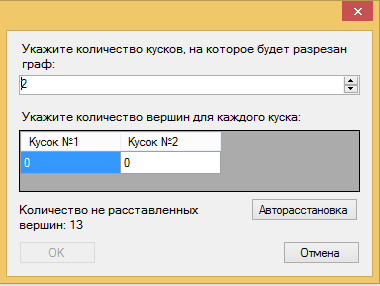 Укажите количество кусков, на которое будет разрезан
граф:
2
Укажите количество вершин для каждого куска:
Кусок №1 Кусок №2
0 0
Количество не расставленных
вершин: 13
Авторасстановка
OK Отмена